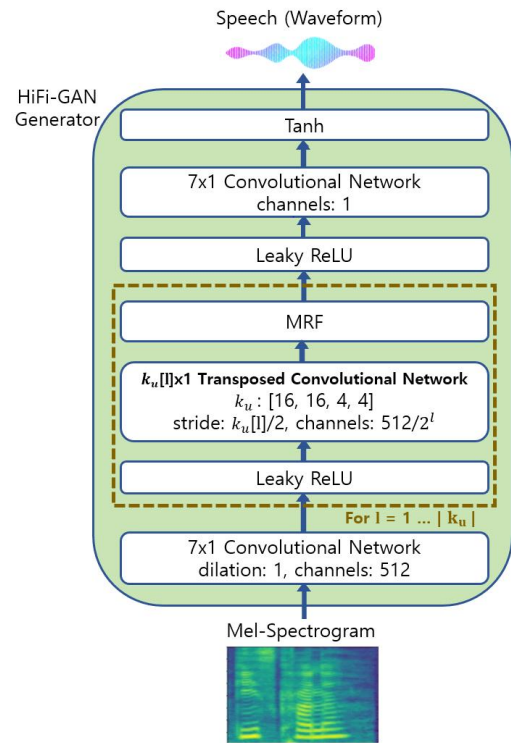 Speech (Waveform)
HiFi-GAN
Generator
Tanh
7x1 Convolutional Network
channels: 1
Leaky ReLU
MRF
k_u[l]x1 Transposed Convolutional Network
k_u : [16, 16, 4, 4]
stride: k_u[l]/2, channels: 512/2^l
Leaky ReLU
For l = 1 ... | k_u |
7x1 Convolutional Network
dilation: 1, channels: 512
Mel-Spectrogram